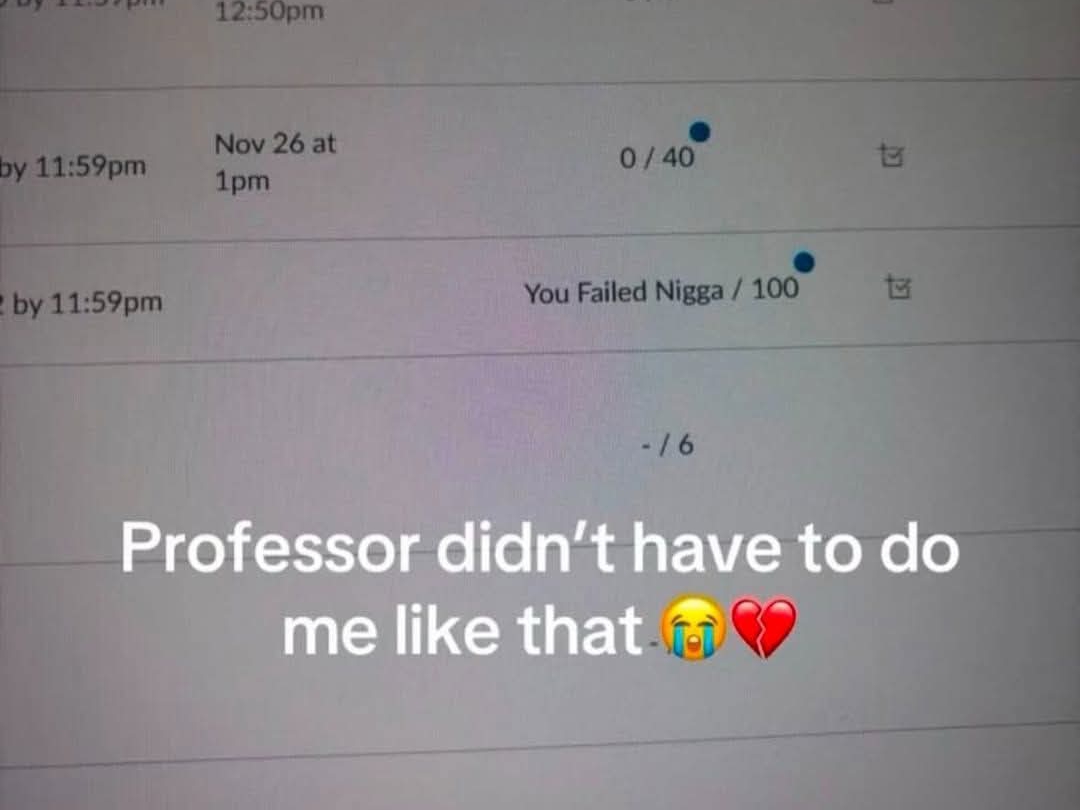 12:50pm
Nov 26 at
by 11:59pm
0 / 40
1pm
by 11:59pm
You Failed Nigga / 100
- / 6
Professor didn't have to do
me like that 😭💔